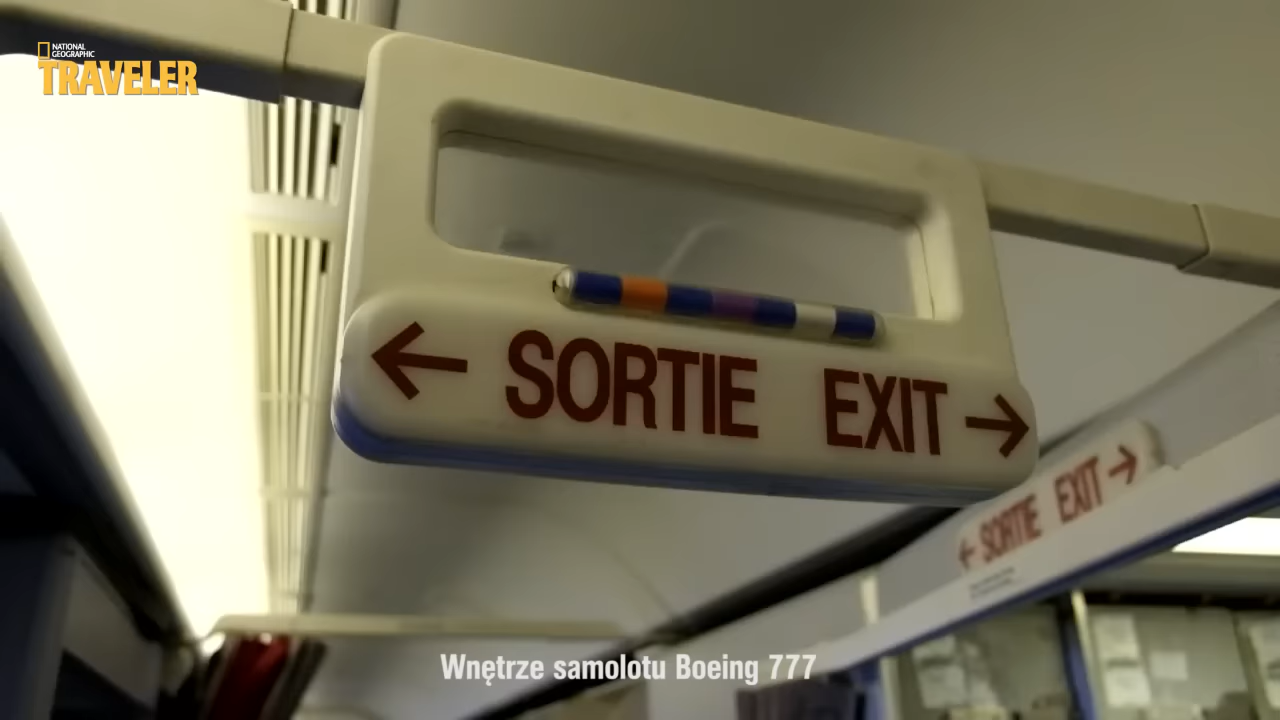 NATIONAL
GEOGRAPHIC
TRAVELER
← SORTIE EXIT →
← SORTIE EXIT →
Wnętrze samolotu Boeing 777